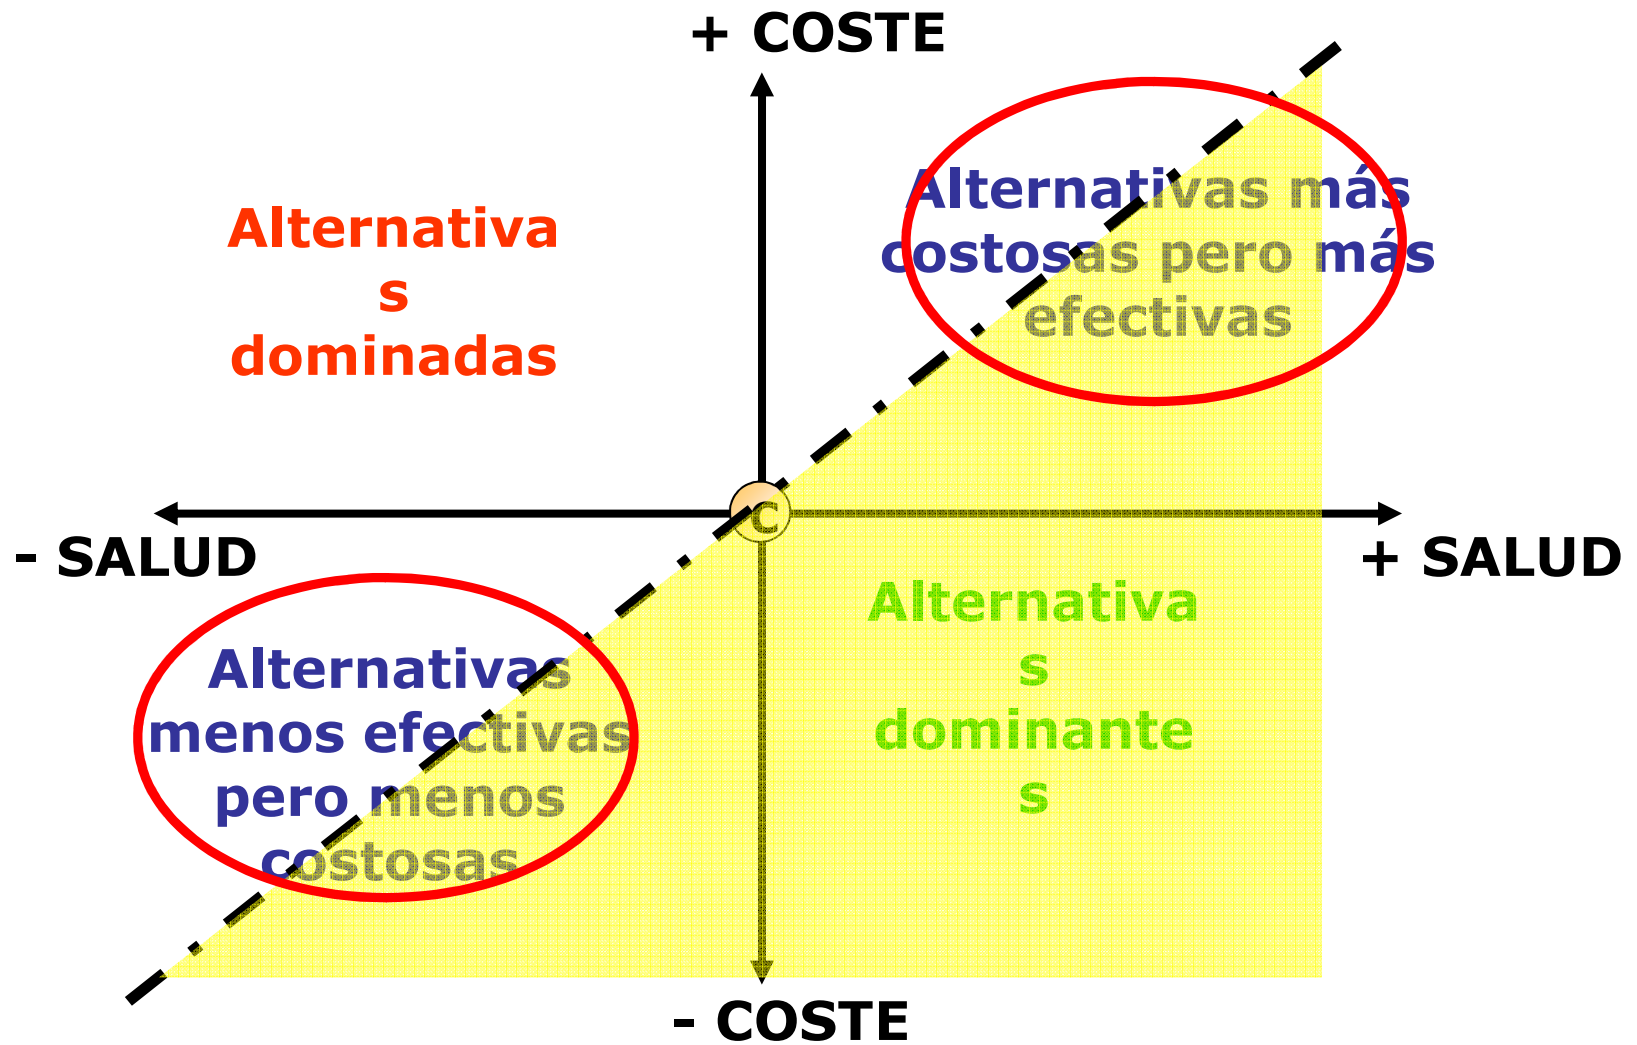 + COSTE
Alternativas más
costosas pero más
efectivas
Alternativa
s
dominadas
C
- SALUD
+ SALUD
Alternativas
menos efectivas
pero menos
costosas
Alternativa
s
dominante
s
- COSTE